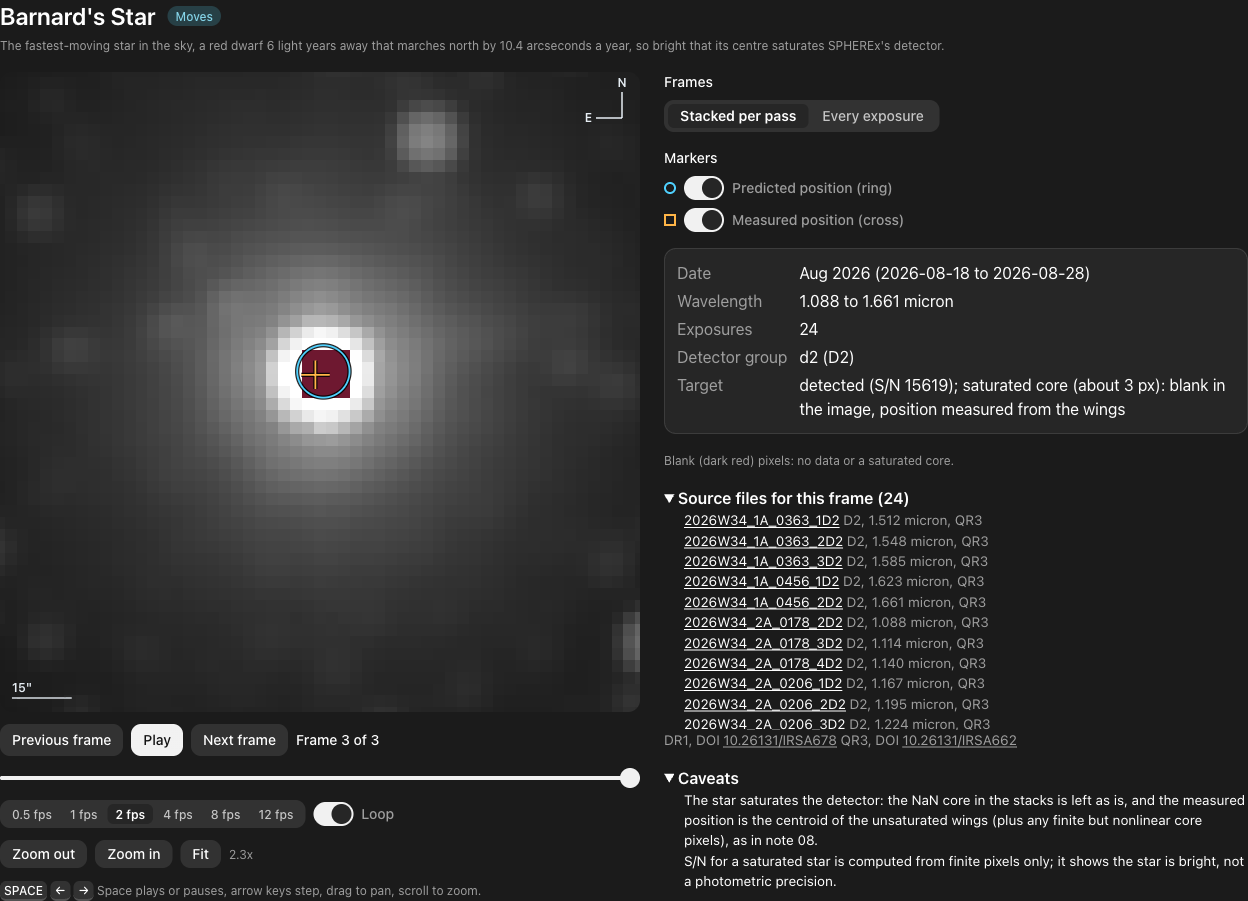 Barnard's Star Moves
The fastest-moving star in the sky, a red dwarf 6 light years away that marches north by 10.4 arcseconds a year, so bright that its centre saturates SPHEREx's detector.
N
E
15"
Previous frame Play Next frame Frame 3 of 3
0.5 fps 1 fps 2 fps 4 fps 8 fps 12 fps Loop
Zoom out Zoom in Fit 2.3x
SPACE ← → Space plays or pauses, arrow keys step, drag to pan, scroll to zoom.
Frames
Stacked per pass Every exposure
Markers
Predicted position (ring)
Measured position (cross)
Date Aug 2026 (2026-08-18 to 2026-08-28)
Wavelength 1.088 to 1.661 micron
Exposures 24
Detector group d2 (D2)
Target detected (S/N 15619); saturated core (about 3 px): blank in
the image, position measured from the wings
Blank (dark red) pixels: no data or a saturated core.
▼ Source files for this frame (24)
2026W34_1A_0363_1D2 D2, 1.512 micron, QR3
2026W34_1A_0363_2D2 D2, 1.548 micron, QR3
2026W34_1A_0363_3D2 D2, 1.585 micron, QR3
2026W34_1A_0456_1D2 D2, 1.623 micron, QR3
2026W34_1A_0456_2D2 D2, 1.661 micron, QR3
2026W34_2A_0178_2D2 D2, 1.088 micron, QR3
2026W34_2A_0178_3D2 D2, 1.114 micron, QR3
2026W34_2A_0178_4D2 D2, 1.140 micron, QR3
2026W34_2A_0206_1D2 D2, 1.167 micron, QR3
2026W34_2A_0206_2D2 D2, 1.195 micron, QR3
2026W34_2A_0206_3D2 D2, 1.224 micron, QR3
DR1, DOI 10.26131/IRSA678 QR3, DOI 10.26131/IRSA662
▼ Caveats
The star saturates the detector: the NaN core in the stacks is left as is, and the measured
position is the centroid of the unsaturated wings (plus any finite but nonlinear core
pixels), as in note 08.
S/N for a saturated star is computed from finite pixels only; it shows the star is bright, not
a photometric precision.